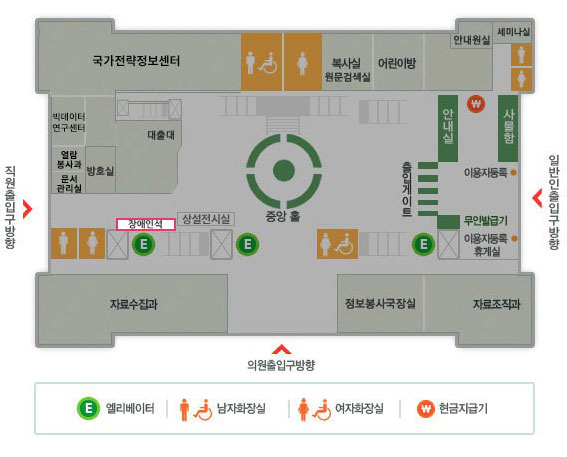 세미나실
안내원실
국가전략정보센터
복사실
원문검색실
어린이방
₩
빅데이터
연구센터
대출대
안내실
사물함
열람
봉사과
방호실
문서
관리실
이용자등록
출입게이트
직원출입구방향
일반인출입구방향
중앙 홀
상설전시실
장애인석
무인발급기
이용자등록
휴게실
E
E
E
자료수집과
정보봉사국장실
자료조직과
의원출입구방향
E 엘리베이터
남자화장실
여자화장실
₩ 현금지급기